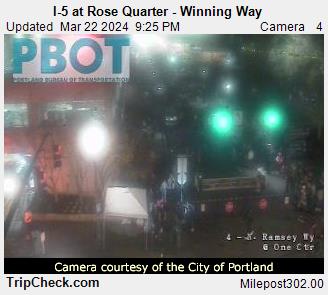 I-5 at Rose Quarter - Winning Way
Updated Mar 22 2024 9:25 PM Camera 4
PBOT
PORTLAND BUREAU OF TRANSPORTATION
4 - N. Ramsey Wy
@ One Ctr
Camera courtesy of the City of Portland
TripCheck.com Milepost302.00